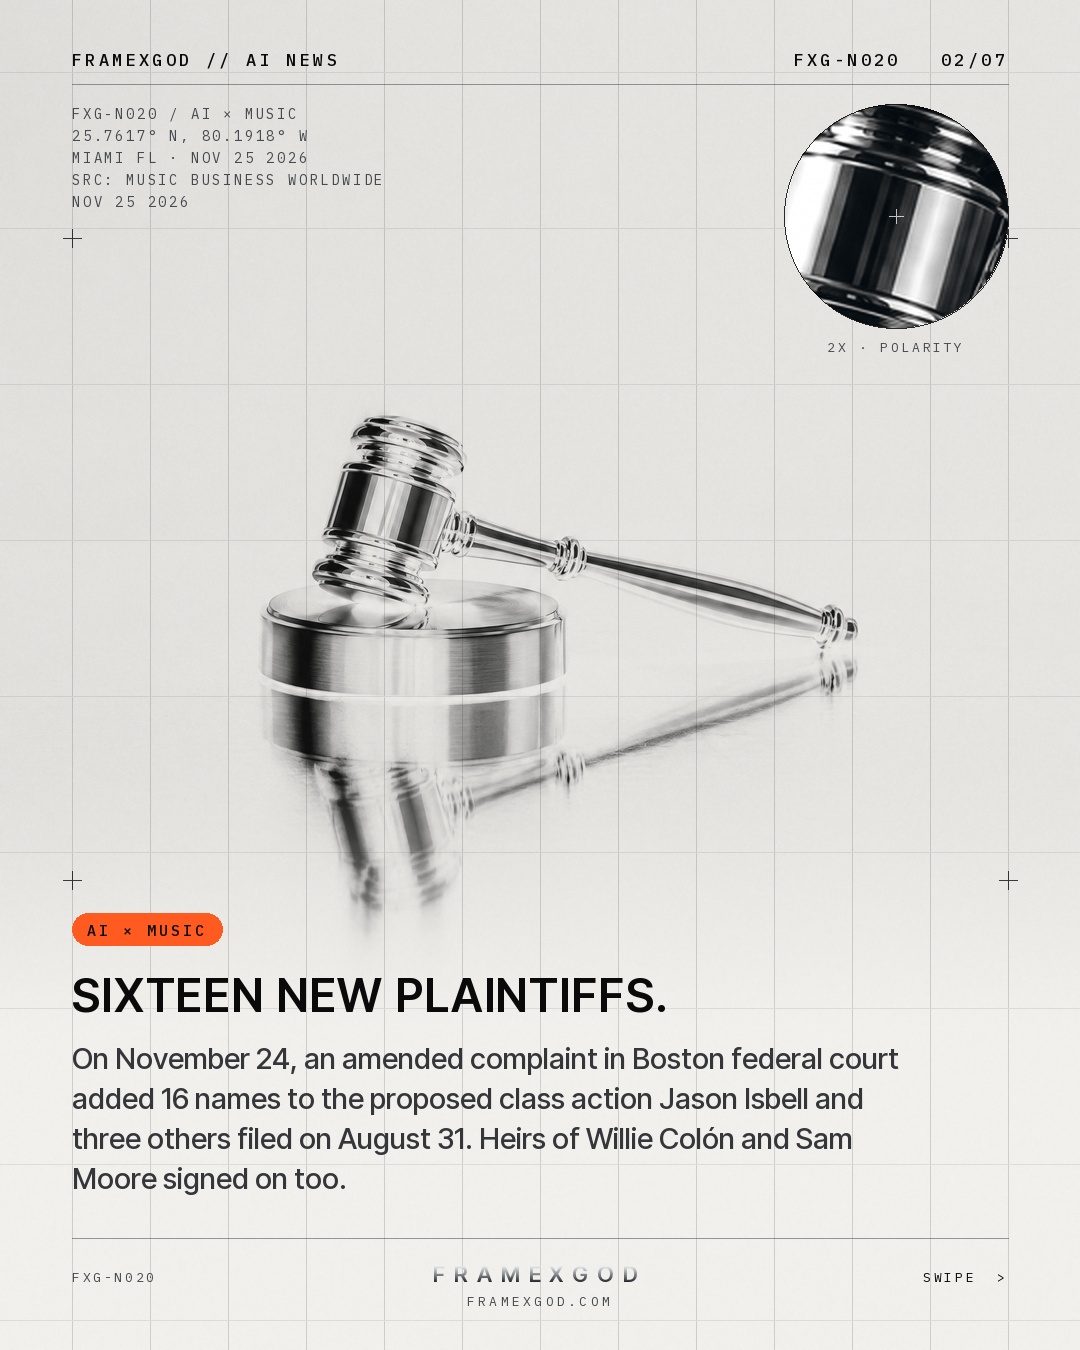 FRAMEXGOD // AI NEWS
FXG-N020 02/07
FXG-N020 / AI × MUSIC
25.7617° N, 80.1918° W
MIAMI FL · NOV 25 2026
SRC: MUSIC BUSINESS WORLDWIDE
NOV 25 2026
2X · POLARITY
AI × MUSIC
SIXTEEN NEW PLAINTIFFS.
On November 24, an amended complaint in Boston federal court
added 16 names to the proposed class action Jason Isbell and
three others filed on August 31. Heirs of Willie Colón and Sam
Moore signed on too.
FXG-N020
FRAMEXGOD
FRAMEXGOD.COM
SWIPE >